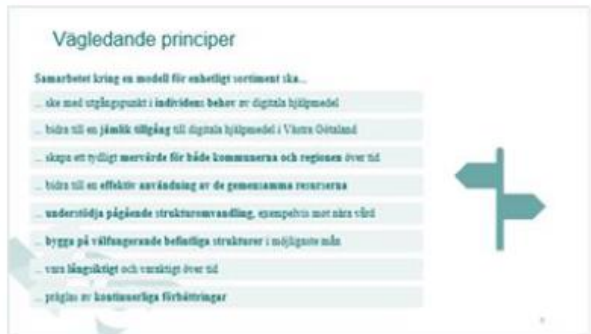 Vägledande principer
Samarbetet kring en modell för enhetligt sortiment ska...
... ske med utgångspunkt i individens behov av digitala hjälpmedel
... bidra till en jämlik tillgång till digitala hjälpmedel i Västra Götaland
... skapa ett tydligt mervärde för både kommunerna och regionen över tid
... bidra till en effektiv användning av de gemensamma resurserna
... understödja pågående strukturomvandling, exempelvis mot nära vård
... bygga på välfungerande befintliga strukturer i möjligaste mån
... vara långsiktigt och varaktigt över tid
... präglas av kontinuerliga förbättringar